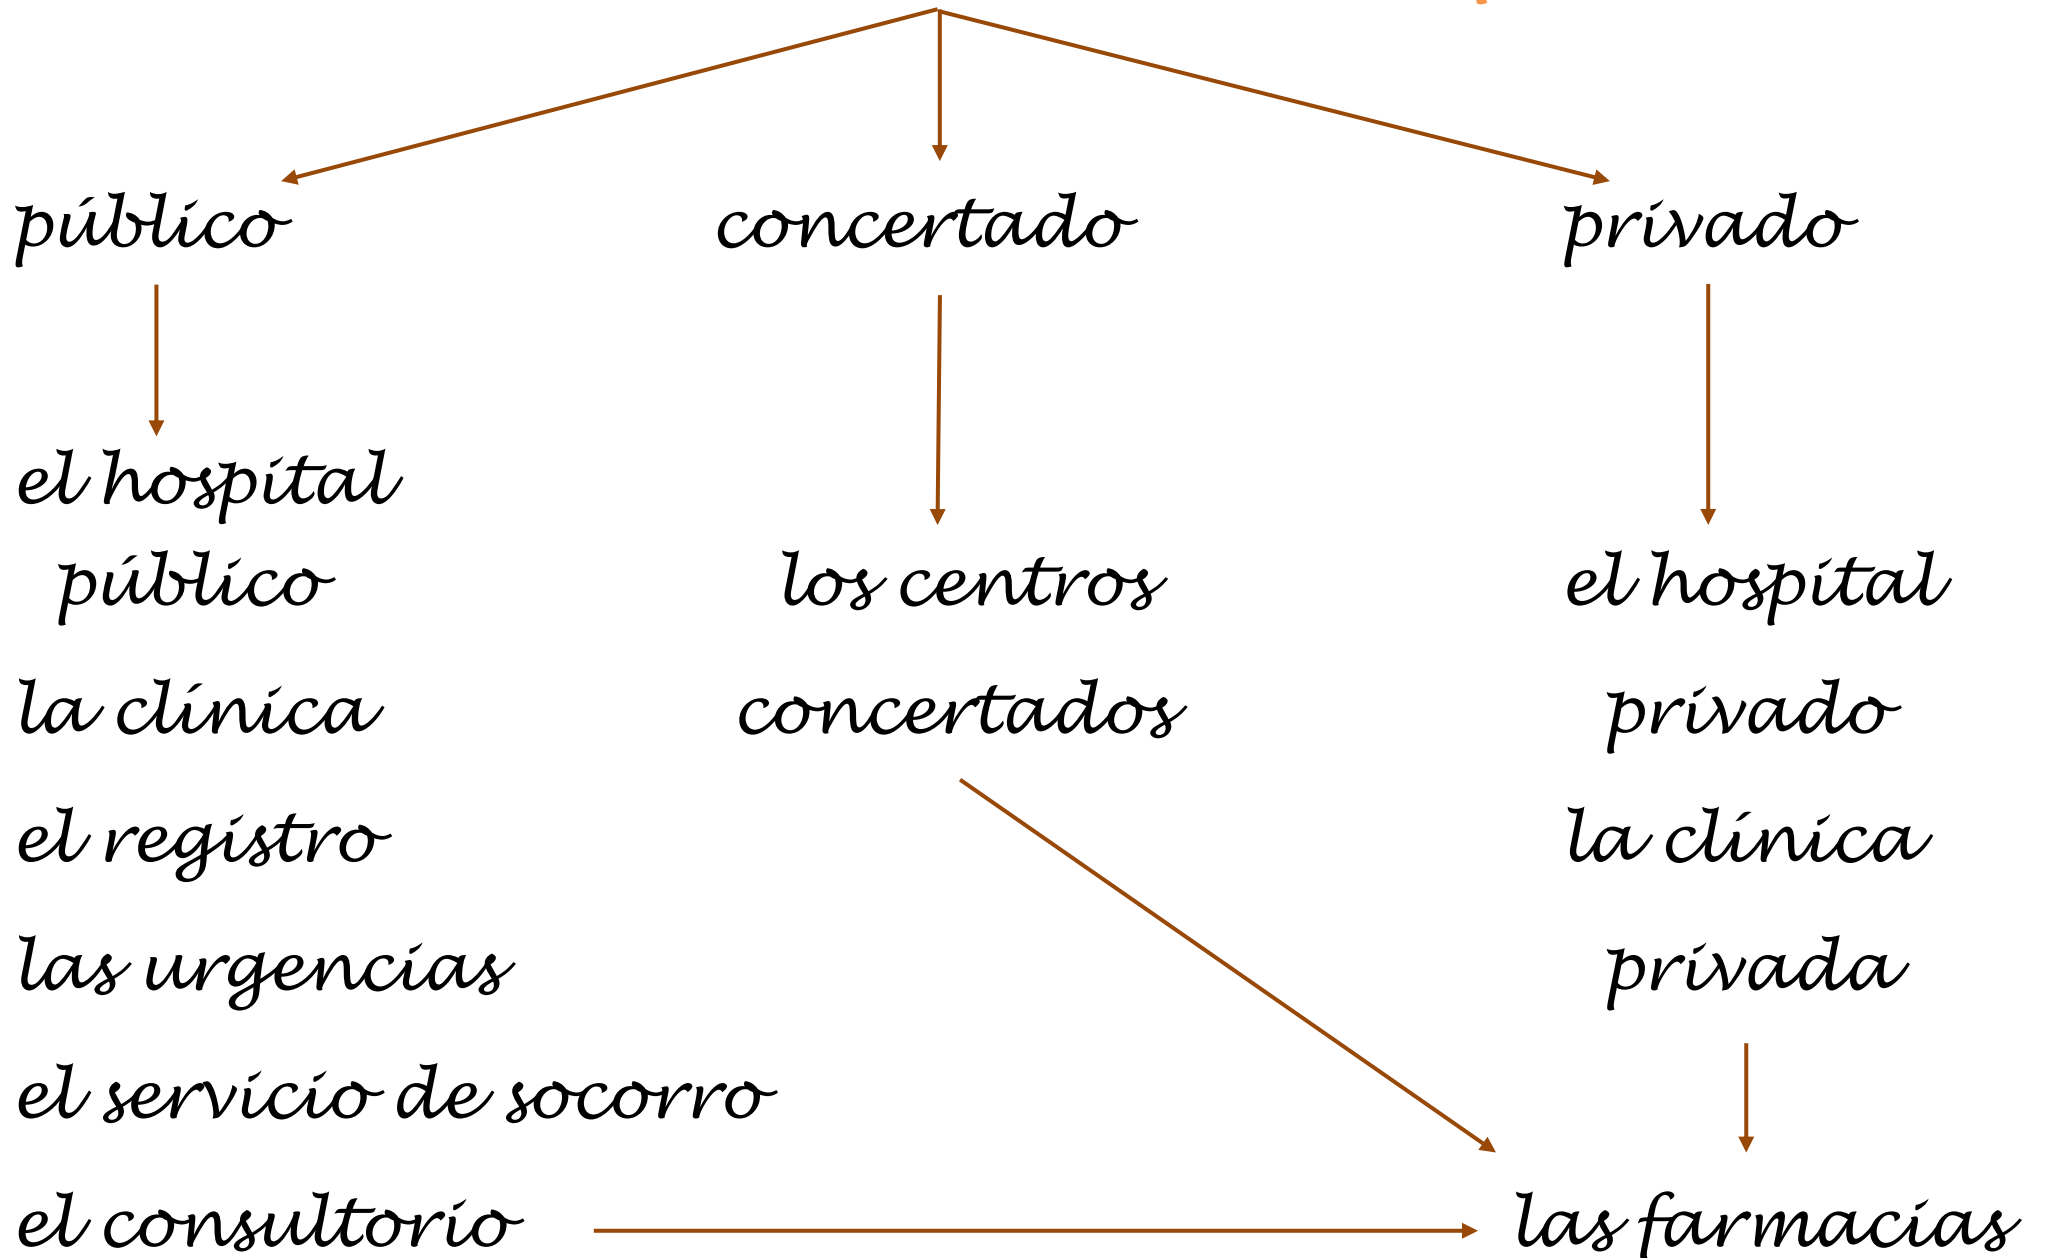 público
concertado
privado
el hospital
público
la clínica
el registro
las urgencias
el servicio de socorro
el consultorio
los centros
concertados
el hospital
privado
la clínica
privada
las farmacias